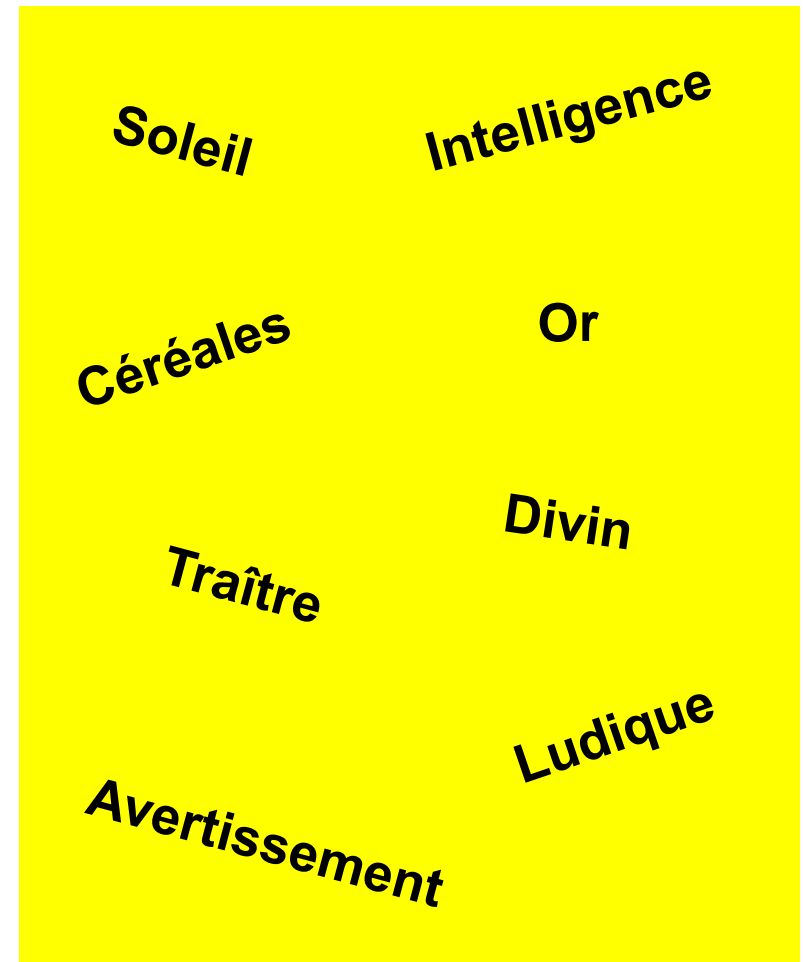 Soleil
Intelligence
Céréales
Or
Divin
Traître
Ludique
Avertissement